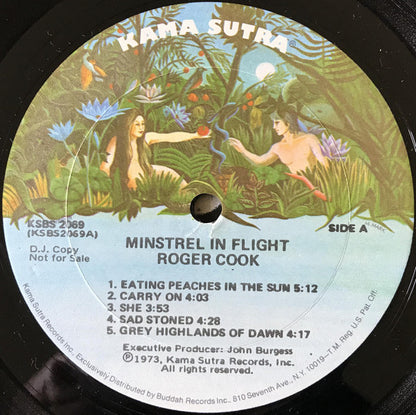 KAMA SUTRA
KSBS 2069
(KSBS2069A)
SIDE A
D.J. Copy
Not for Sale
MINSTREL IN FLIGHT
ROGER COOK
1. EATING PEACHES IN THE SUN 5:12
2. CARRY ON 4:03
3. SHE 3:53
4. SAD STONED 4:28
5. GREY HIGHLANDS OF DAWN 4:17
Executive Producer: John Burgess
Ⓟ1973, Kama Sutra Records, Inc.
All rights reserved.
Kama Sutra Records Inc., Exclusively Distributed by Buddah Records Inc., 810 Seventh Ave., N.Y. 10019–T.M. Reg. U.S. Pat. Off.